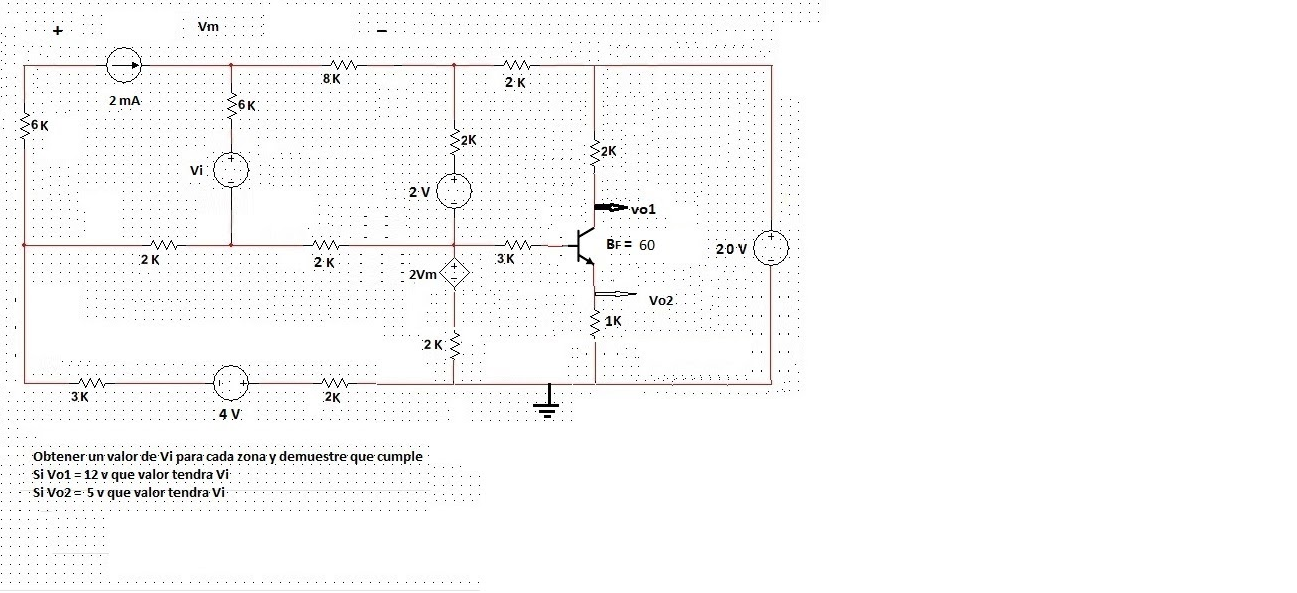 + Vm −
8K
2 K
2 mA
6K
6K
2K
2K
Vi
+
-
2 V
+
-
vo1
BF = 60
20 V
+
-
2 K
2 K
3K
2Vm
+
-
Vo2
1K
2 K
3K
+
4 V
2K
Obtener un valor de Vi para cada zona y demuestre que cumple
Si Vo1 = 12 v que valor tendra Vi
Si Vo2 = 5 v que valor tendra Vi